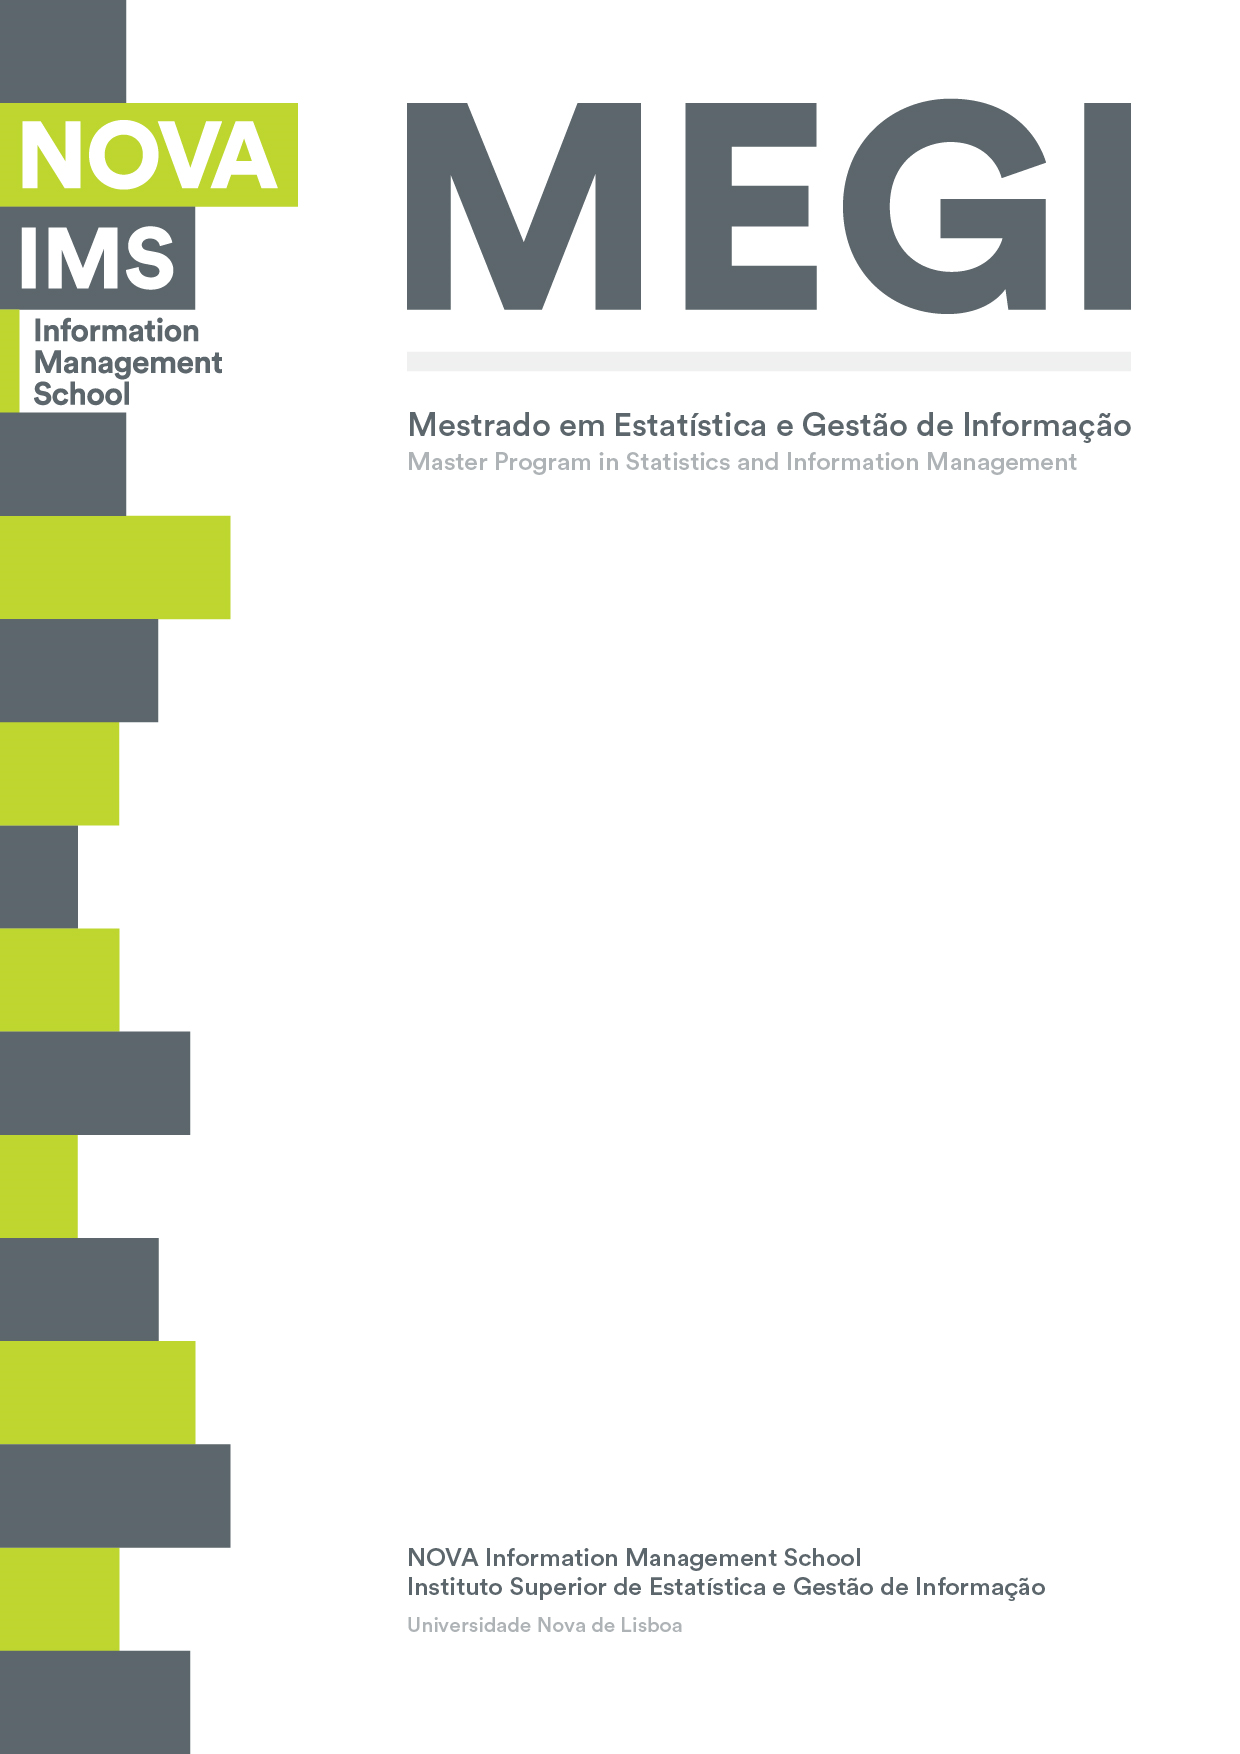 NOVA
IMS
Information
Management
School
MEGI
Mestrado em Estatística e Gestão de Informação
Master Program in Statistics and Information Management
NOVA Information Management School
Instituto Superior de Estatística e Gestão de Informação
Universidade Nova de Lisboa